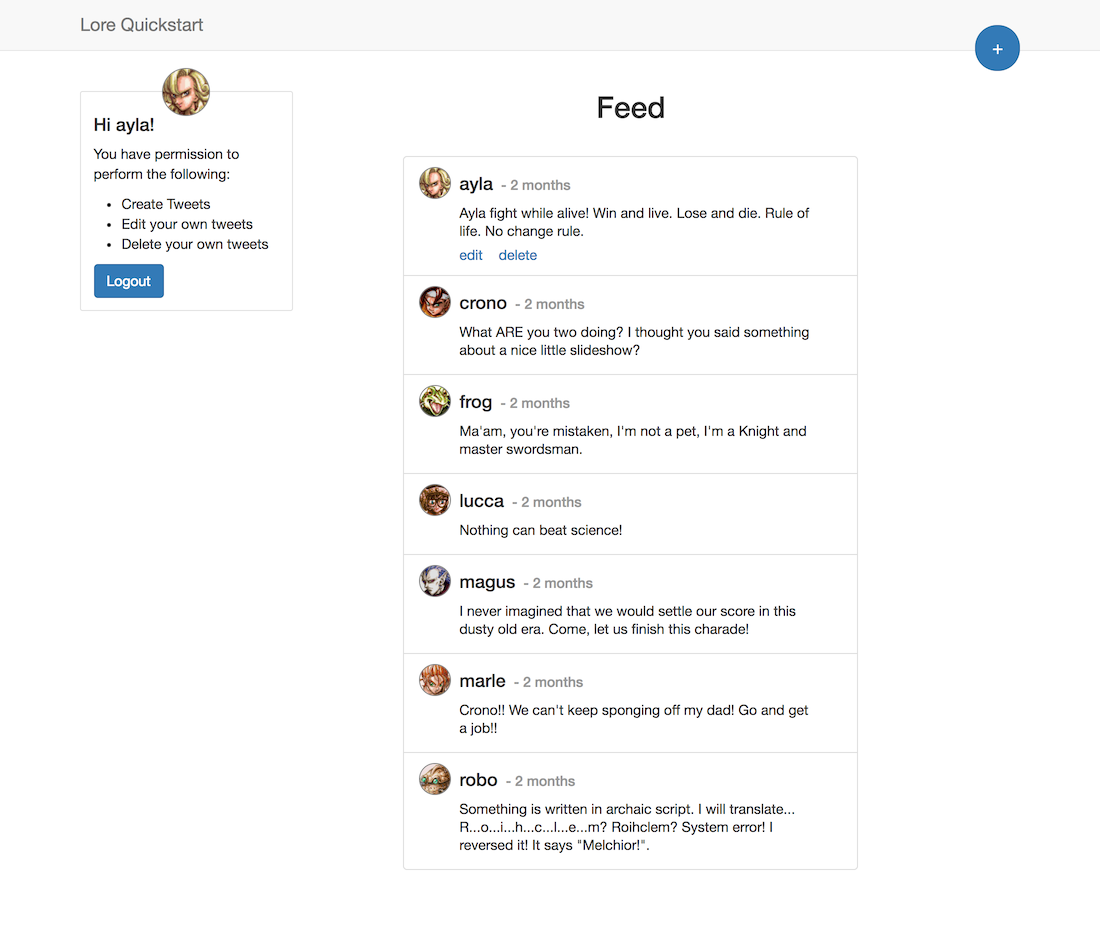 Lore Quickstart
+
Hi ayla!
You have permission to
perform the following:
• Create Tweets
• Edit your own tweets
• Delete your own tweets
Logout
Feed
ayla - 2 months
Ayla fight while alive! Win and live. Lose and die. Rule of
life. No change rule.
edit delete
crono - 2 months
What ARE you two doing? I thought you said something
about a nice little slideshow?
frog - 2 months
Ma'am, you're mistaken, I'm not a pet, I'm a Knight and
master swordsman.
lucca - 2 months
Nothing can beat science!
magus - 2 months
I never imagined that we would settle our score in this
dusty old era. Come, let us finish this charade!
marle - 2 months
Crono!! We can't keep sponging off my dad! Go and get
a job!!
robo - 2 months
Something is written in archaic script. I will translate...
R...o...i...h...c...l...e...m? Roihclem? System error! I
reversed it! It says "Melchior!".